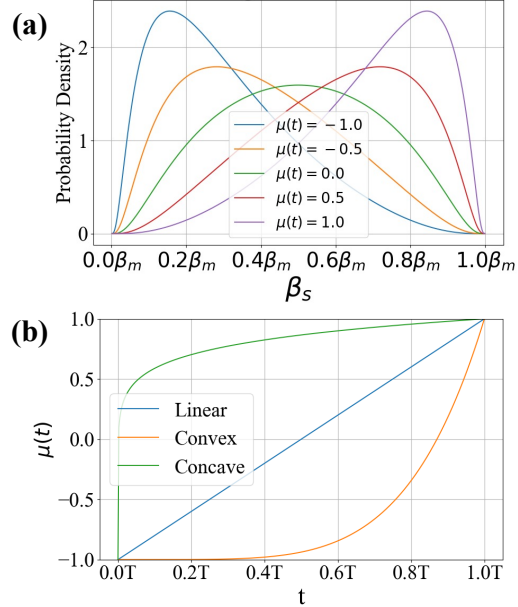 (a)
Probability Density
2
1
0
μ(t) = −1.0
μ(t) = −0.5
μ(t) = 0.0
μ(t) = 0.5
μ(t) = 1.0
0.0βₘ 0.2βₘ 0.4βₘ 0.6βₘ 0.8βₘ 1.0βₘ
βₛ
(b)
μ(t)
1.0
0.5
0.0
−0.5
−1.0
Linear
Convex
Concave
0.0T 0.2T 0.4T 0.6T 0.8T 1.0T
t